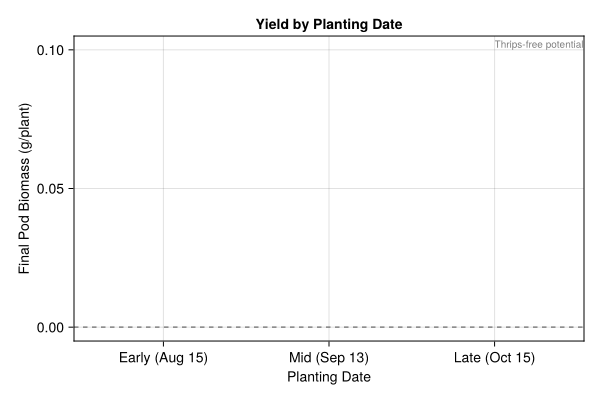 Yield by Planting Date
Thrips-free potential
0.10
0.05
0.00
Final Pod Biomass (g/plant)
Early (Aug 15)
Mid (Sep 13)
Late (Oct 15)
Planting Date